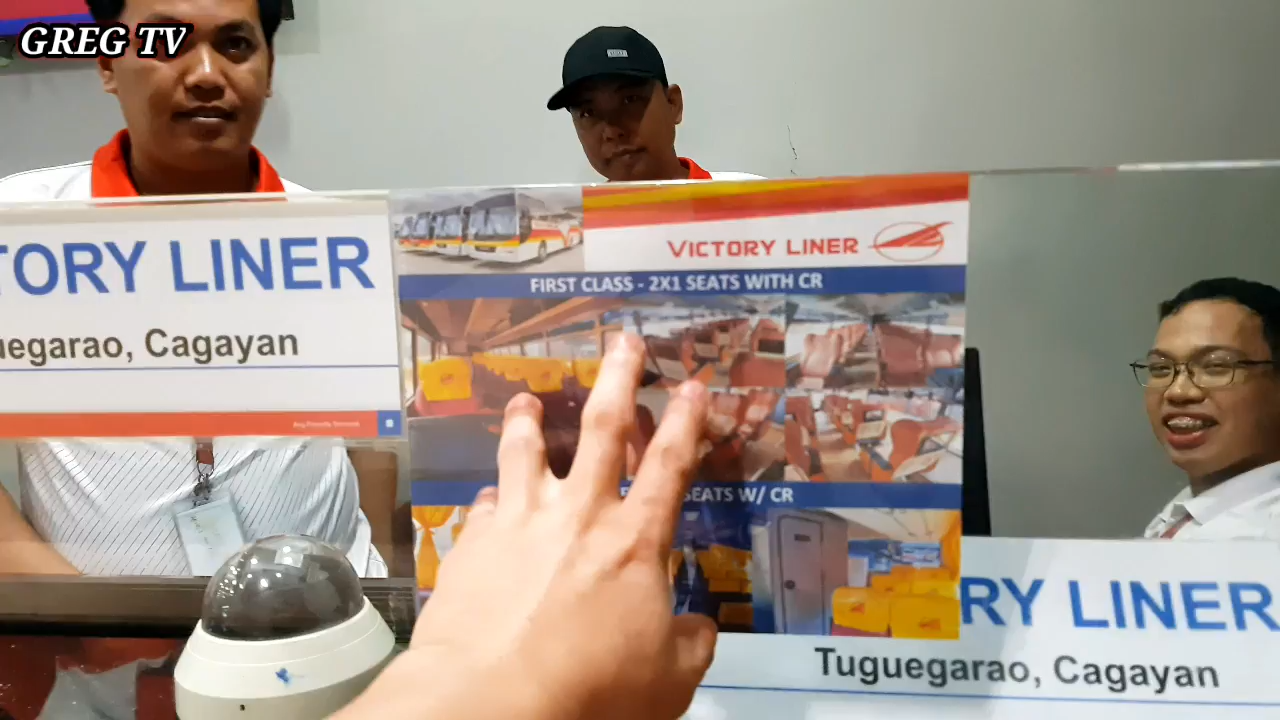 GREG TV
TORY LINER
uegarao, Cagayan
VICTORY LINER
FIRST CLASS - 2X1 SEATS WITH CR
SEATS W/ CR
RY LINER
Tuguegarao, Cagayan